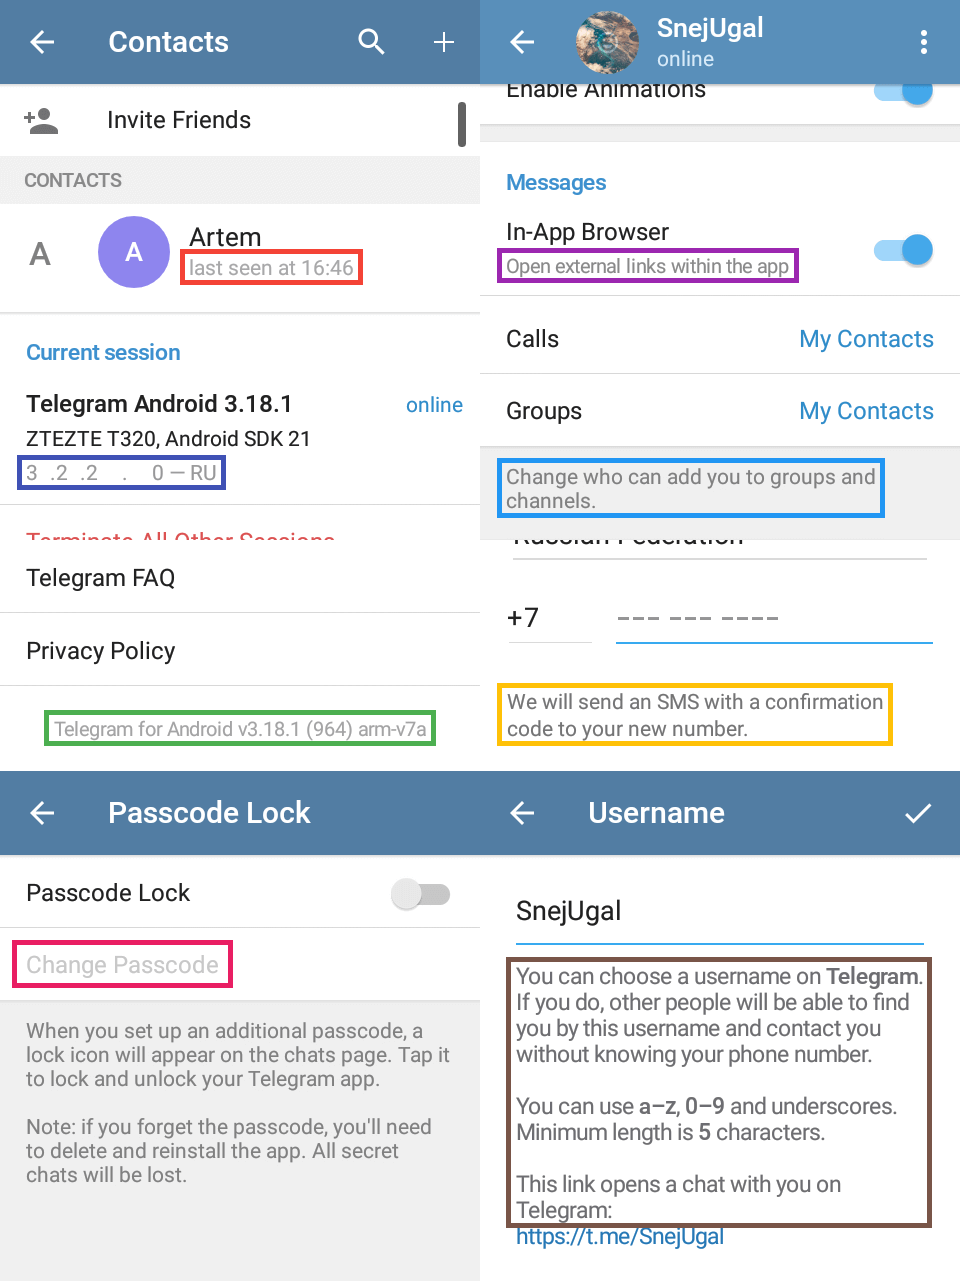 Contacts
Invite Friends
CONTACTS
A
A
Artem
last seen at 16:46
Current session
Telegram Android 3.18.1
online
ZTEZTE T320, Android SDK 21
3 .2 .2 . 0 – RU
Terminate All Other Sessions
Telegram FAQ
Privacy Policy
Telegram for Android v3.18.1 (964) arm-v7a
SnejUgal
online
Enable Animations
Messages
In-App Browser
Open external links within the app
Calls
My Contacts
Groups
My Contacts
Change who can add you to groups and
channels.
Russian Federation
+7
--- --- ----
We will send an SMS with a confirmation
code to your new number.
Passcode Lock
Passcode Lock
Change Passcode
When you set up an additional passcode, a
lock icon will appear on the chats page. Tap it
to lock and unlock your Telegram app.
Note: if you forget the passcode, you'll need
to delete and reinstall the app. All secret
chats will be lost.
Username
SnejUgal
You can choose a username on Telegram.
If you do, other people will be able to find
you by this username and contact you
without knowing your phone number.
You can use a–z, 0–9 and underscores.
Minimum length is 5 characters.
This link opens a chat with you on
Telegram:
https://t.me/SnejUgal